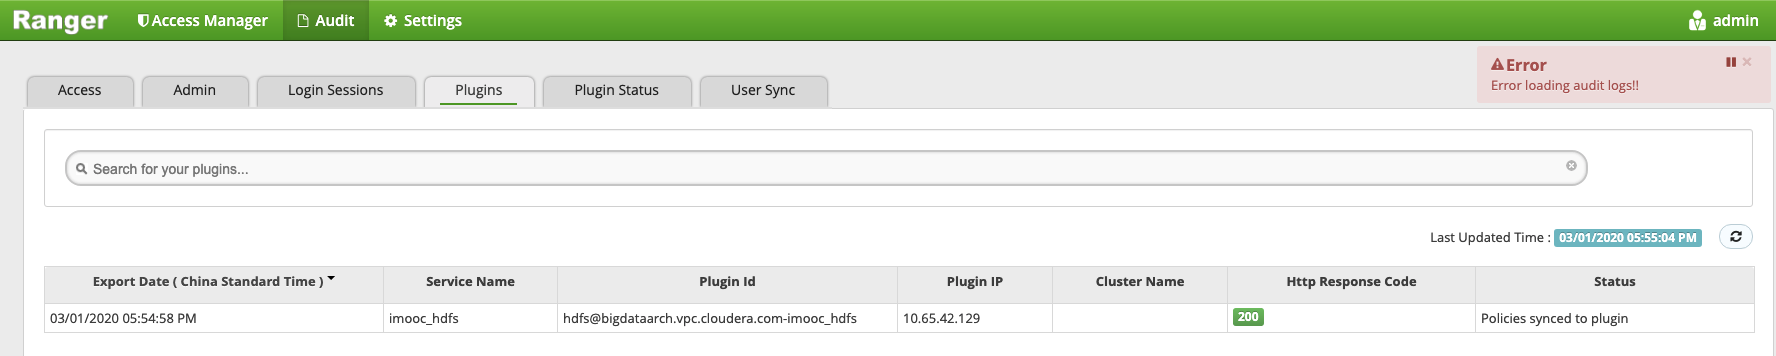 Ranger Access Manager Audit Settings admin
Error
Error loading audit logs!!
Access Admin Login Sessions Plugins Plugin Status User Sync
Search for your plugins...
Last Updated Time : 03/01/2020 05:55:04 PM
Export Date ( China Standard Time ) Service Name Plugin Id Plugin IP Cluster Name Http Response Code Status
03/01/2020 05:54:58 PM imooc_hdfs hdfs@bigdataarch.vpc.cloudera.com-imooc_hdfs 10.65.42.129 200 Policies synced to plugin